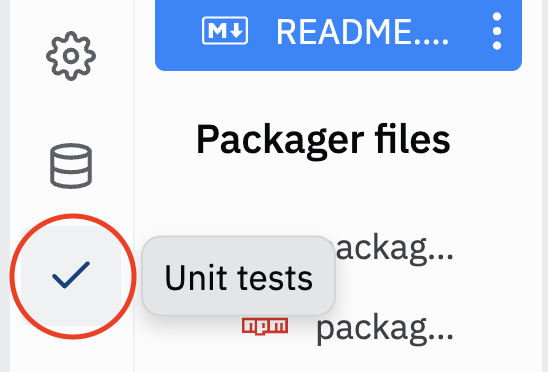 M↓ README....
Packager files
packag...
Unit tests
npm packag...